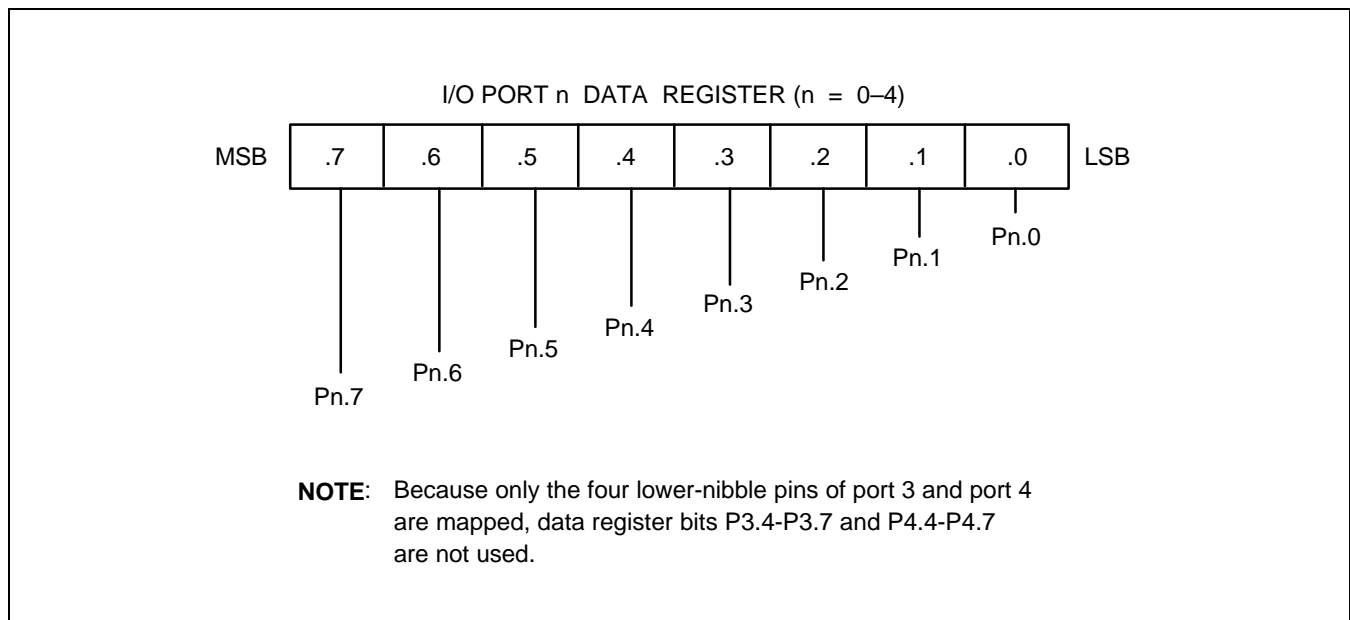 I/O PORT n DATA REGISTER (n = 0–4)
MSB .7 .6 .5 .4 .3 .2 .1 .0 LSB
Pn.0
Pn.1
Pn.2
Pn.3
Pn.4
Pn.5
Pn.6
Pn.7
NOTE: Because only the four lower-nibble pins of port 3 and port 4
are mapped, data register bits P3.4-P3.7 and P4.4-P4.7
are not used.